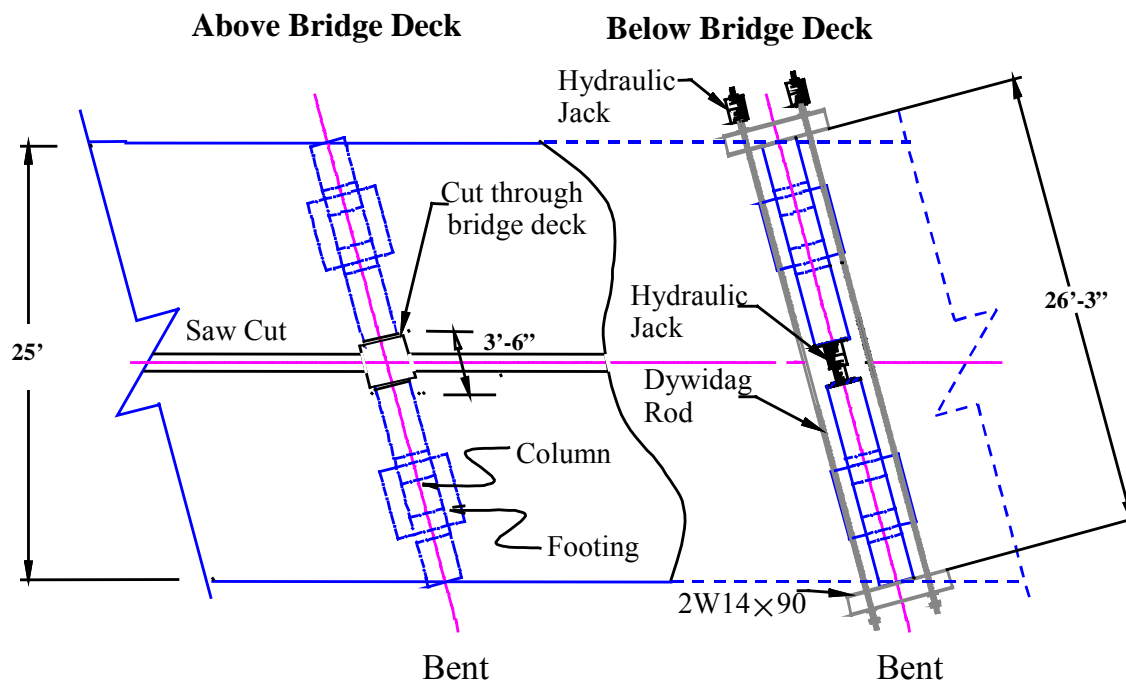 Above Bridge Deck
Below Bridge Deck
Hydraulic
Jack
Cut through
bridge deck
Hydraulic
Jack
26’-3”
Saw Cut
3’-6”
25’
Dywidag
Rod
Column
Footing
2W14×90
Bent
Bent